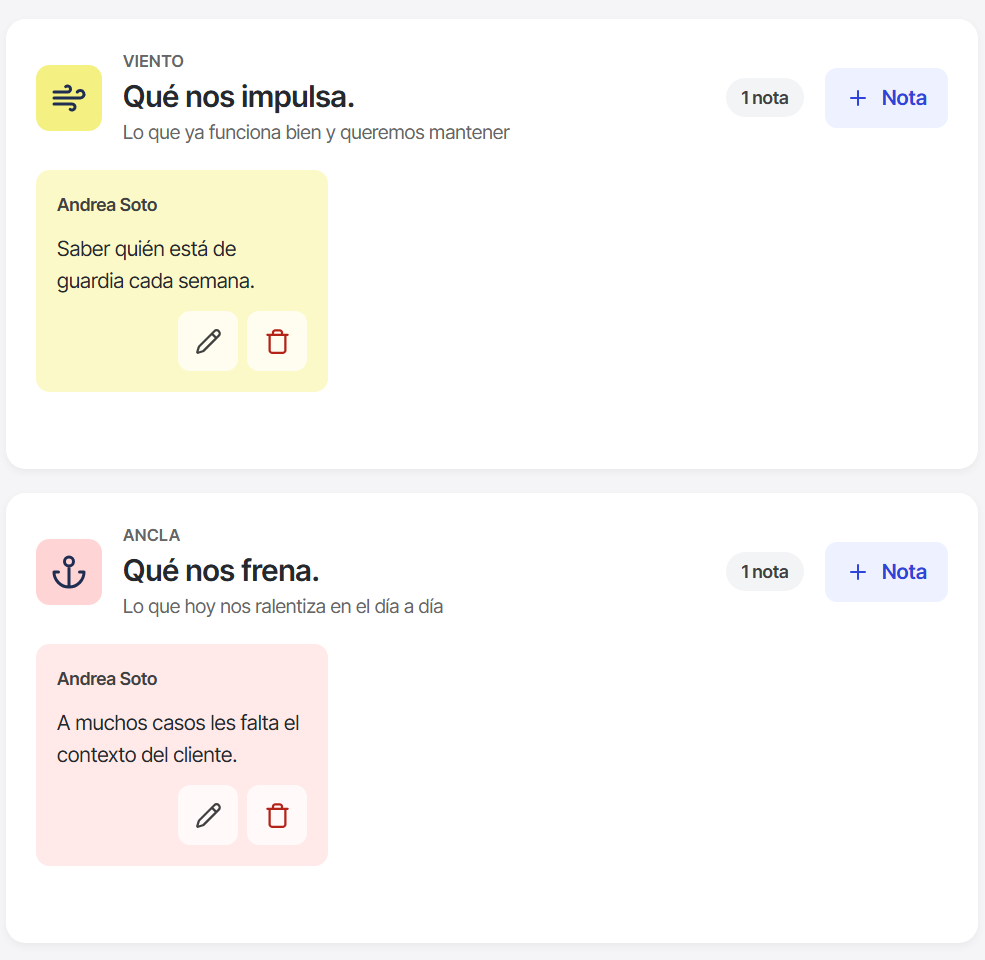 VIENTO
Qué nos impulsa.
Lo que ya funciona bien y queremos mantener
1 nota
+ Nota
Andrea Soto
Saber quién está de
guardia cada semana.
ANCLA
Qué nos frena.
Lo que hoy nos ralentiza en el día a día
1 nota
+ Nota
Andrea Soto
A muchos casos les falta el
contexto del cliente.